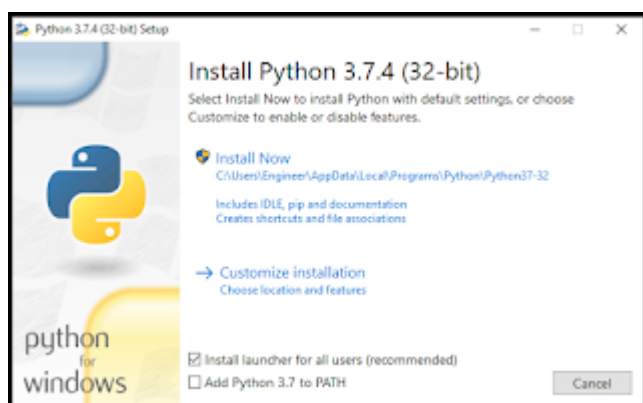 Python 3.7.4 (32-bit) Setup
Install Python 3.7.4 (32-bit)
Select Install Now to install Python with default settings, or choose
Customize to enable or disable features.
Install Now
C:\Users\Engineer\AppData\Local\Programs\Python\Python37-32
Includes IDLE, pip and documentation
Creates shortcuts and file associations
Customize installation
Choose location and features
python
for
windows
Install launcher for all users (recommended)
Add Python 3.7 to PATH
Cancel